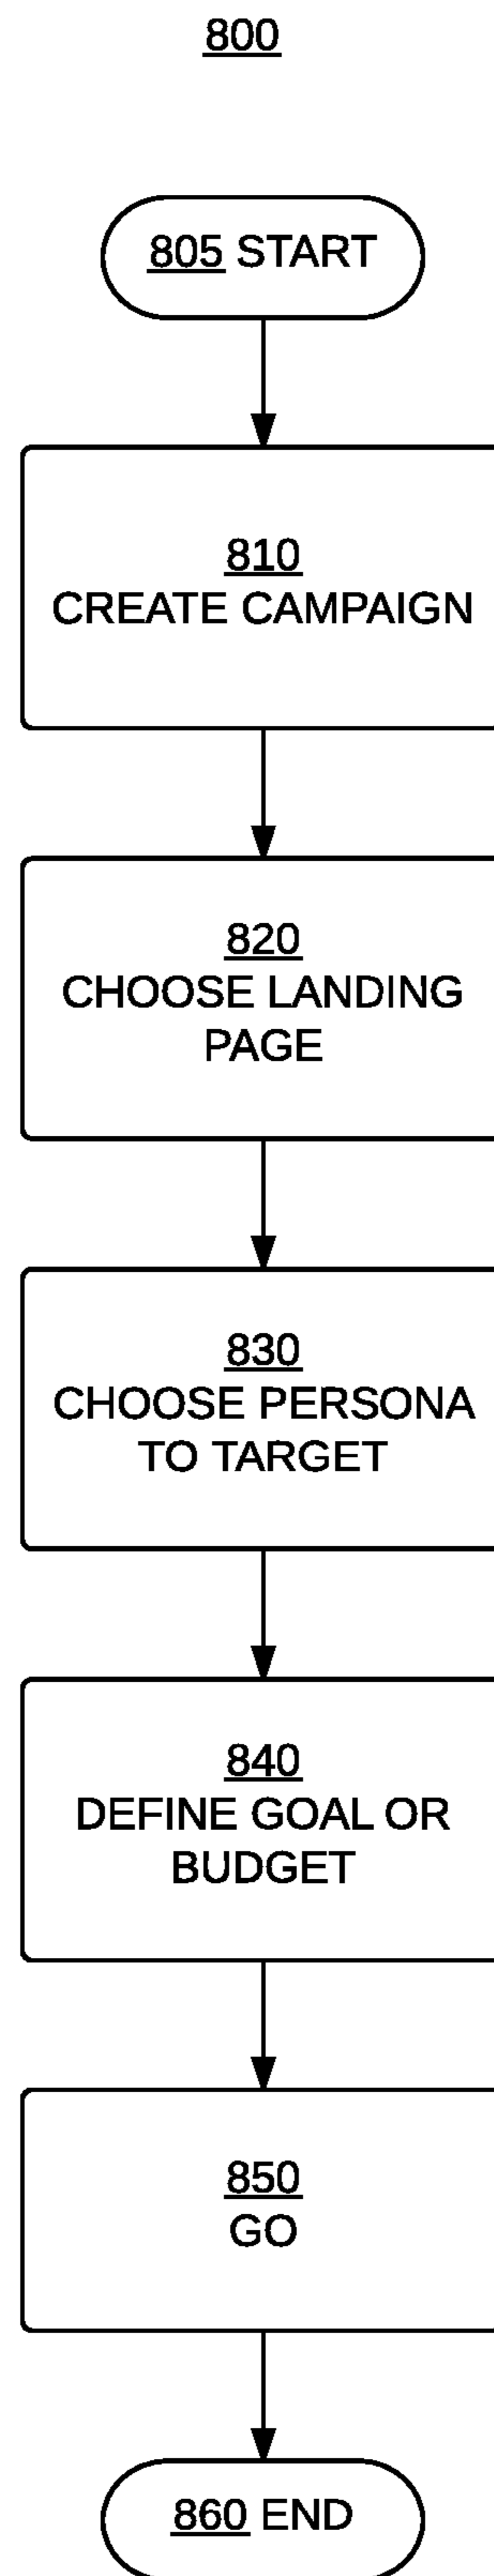 800
805 START
810
CREATE CAMPAIGN
820
CHOOSE LANDING
PAGE
830
CHOOSE PERSONA
TO TARGET
840
DEFINE GOAL OR
BUDGET
850
GO
860 END